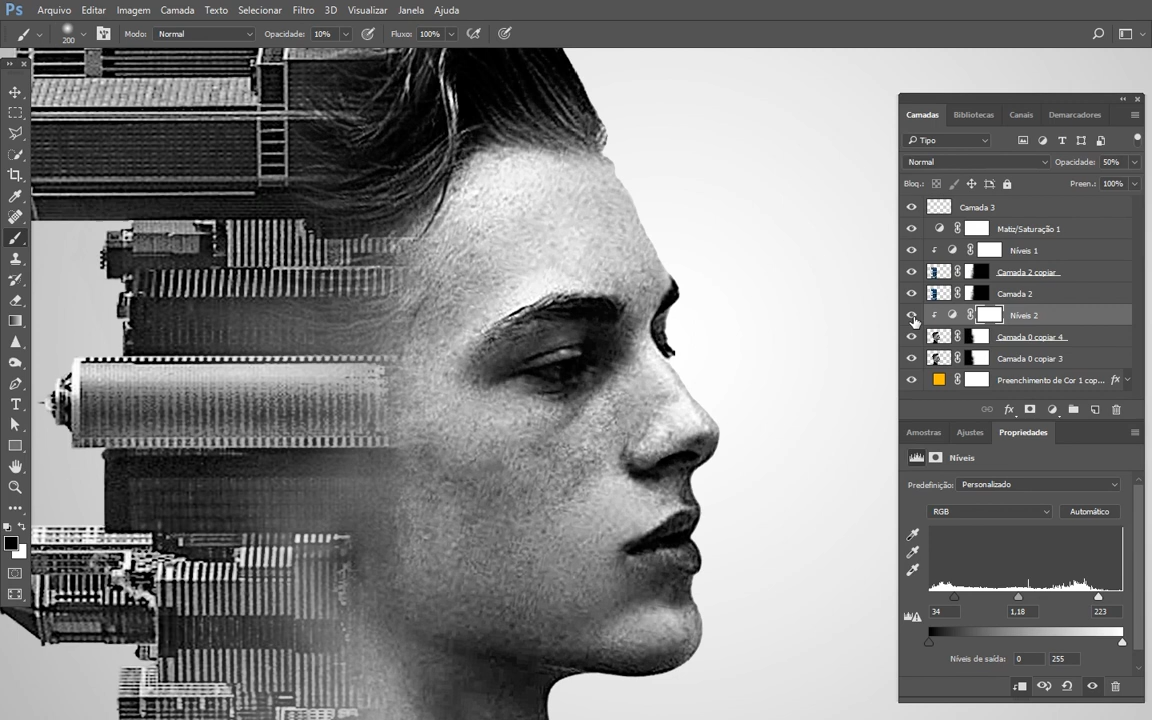 Ps Arquivo Editar Imagem Camada Texto Selecionar Filtro 3D Visualizar Janela Ajuda
200 Modo: Normal Opacidade: 10% Fluxo: 100%
Camadas Bibliotecas Canais Demarcadores
Tipo
Normal Opacidade: 50%
Bloq.: Preen.: 100%
Camada 3
Matiz/Saturação 1
Níveis 1
Camada 2 copiar
Camada 2
Níveis 2
Camada 0 copiar 4
Camada 0 copiar 3
Preenchimento de Cor 1 cop... fx
fx
Amostras Ajustes Propriedades
Níveis
Predefinição: Personalizado
RGB Automático
34 1,18 223
Níveis de saída: 0 255